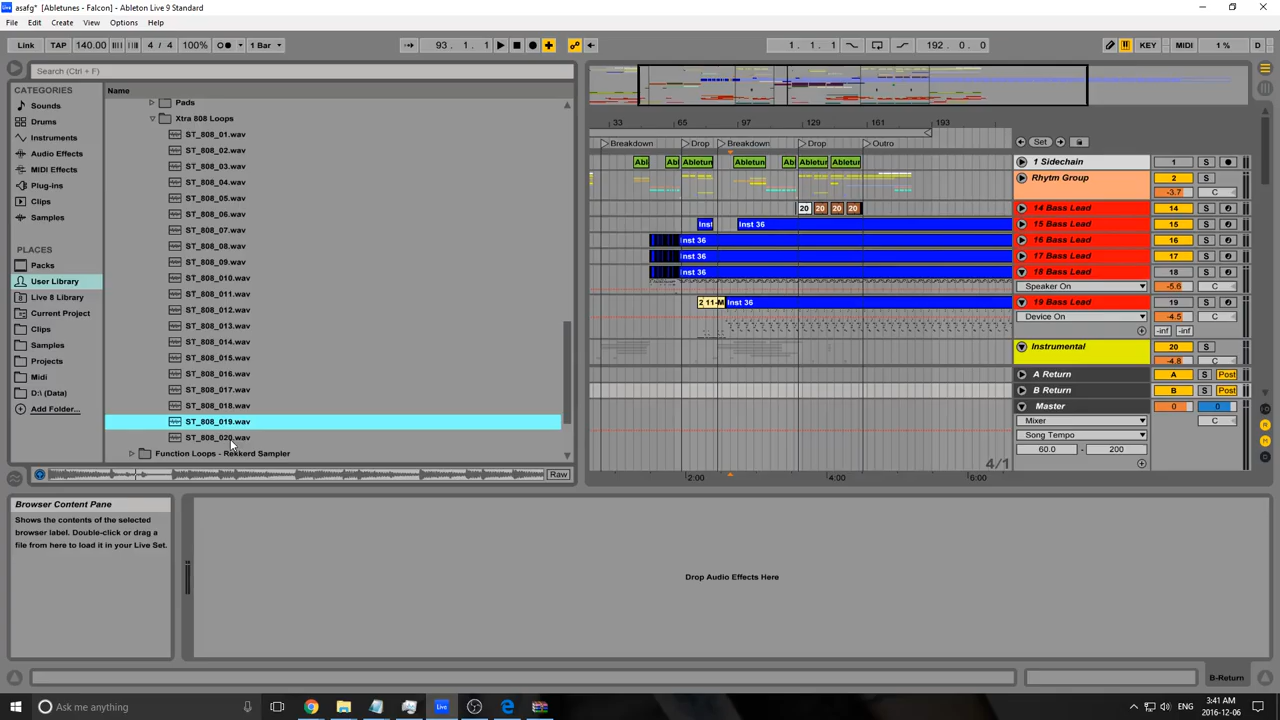 asafg* [Abletunes - Falcon] - Ableton Live 9 Standard
File Edit Create View Options Help
Link TAP 140.00 4 / 4 100% 1 Bar 93. 1. 1 1. 1. 1 192. 0. 0 KEY MIDI 1 % D
Search (Ctrl + F)
CATEGORIES
Sounds
Drums
Instruments
Audio Effects
MIDI Effects
Plug-ins
Clips
Samples
PLACES
Packs
User Library
Live 8 Library
Current Project
Clips
Samples
Projects
Midi
D:\ (Data)
Add Folder...
Name
Pads
Xtra 808 Loops
ST_808_01.wav
ST_808_02.wav
ST_808_03.wav
ST_808_04.wav
ST_808_05.wav
ST_808_06.wav
ST_808_07.wav
ST_808_08.wav
ST_808_09.wav
ST_808_010.wav
ST_808_011.wav
ST_808_012.wav
ST_808_013.wav
ST_808_014.wav
ST_808_015.wav
ST_808_016.wav
ST_808_017.wav
ST_808_018.wav
ST_808_019.wav
ST_808_020.wav
Function Loops - Rekkerd Sampler
Raw
33 65 97 129 161 193
Breakdown Drop Breakdown Drop Outro Set
Abl Ab Abletun Abletun Abl Abletur Abletur 1 Sidechain 1 S
Rhytm Group 2 S
-3.7 C
20 20 20 20 14 Bass Lead 14 S
Inst Inst 36 15 Bass Lead 15 S
Inst 36 16 Bass Lead 16 S
Inst 36 17 Bass Lead 17 S
Inst 36 18 Bass Lead 18 S
Speaker On -5.6 C
2 11-M Inst 36 19 Bass Lead 19 S
Device On -4.5 C
-inf -inf
Instrumental 20 S
-4.8 C
A Return A S Post
B Return B S Post
Master 0 0
Mixer C
Song Tempo
60.0 - 200
4/1
2:00 4:00 6:00
Browser Content Pane
Shows the contents of the selected
browser label. Double-click or drag a
file from here to load it in your Live Set.
Drop Audio Effects Here
B-Return
Ask me anything
Live
3:41 AM
2016-12-06